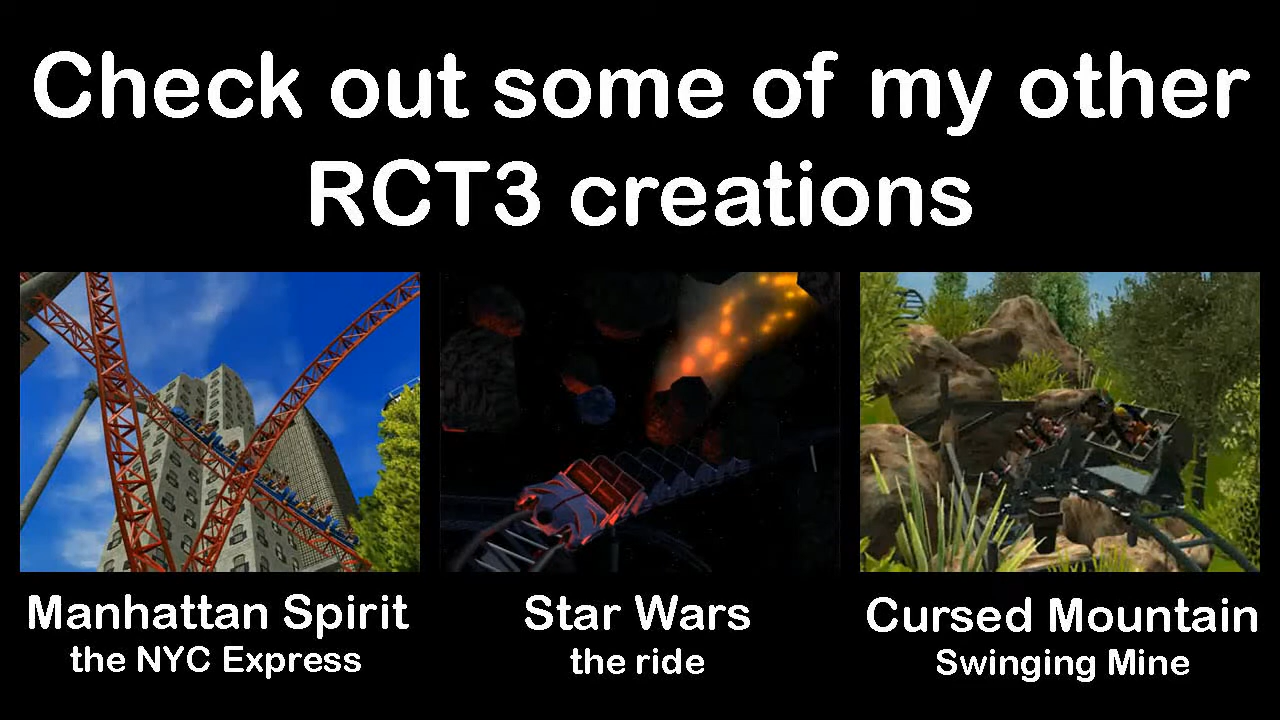 Check out some of my other
RCT3 creations
Manhattan Spirit
the NYC Express
Star Wars
the ride
Cursed Mountain
Swinging Mine